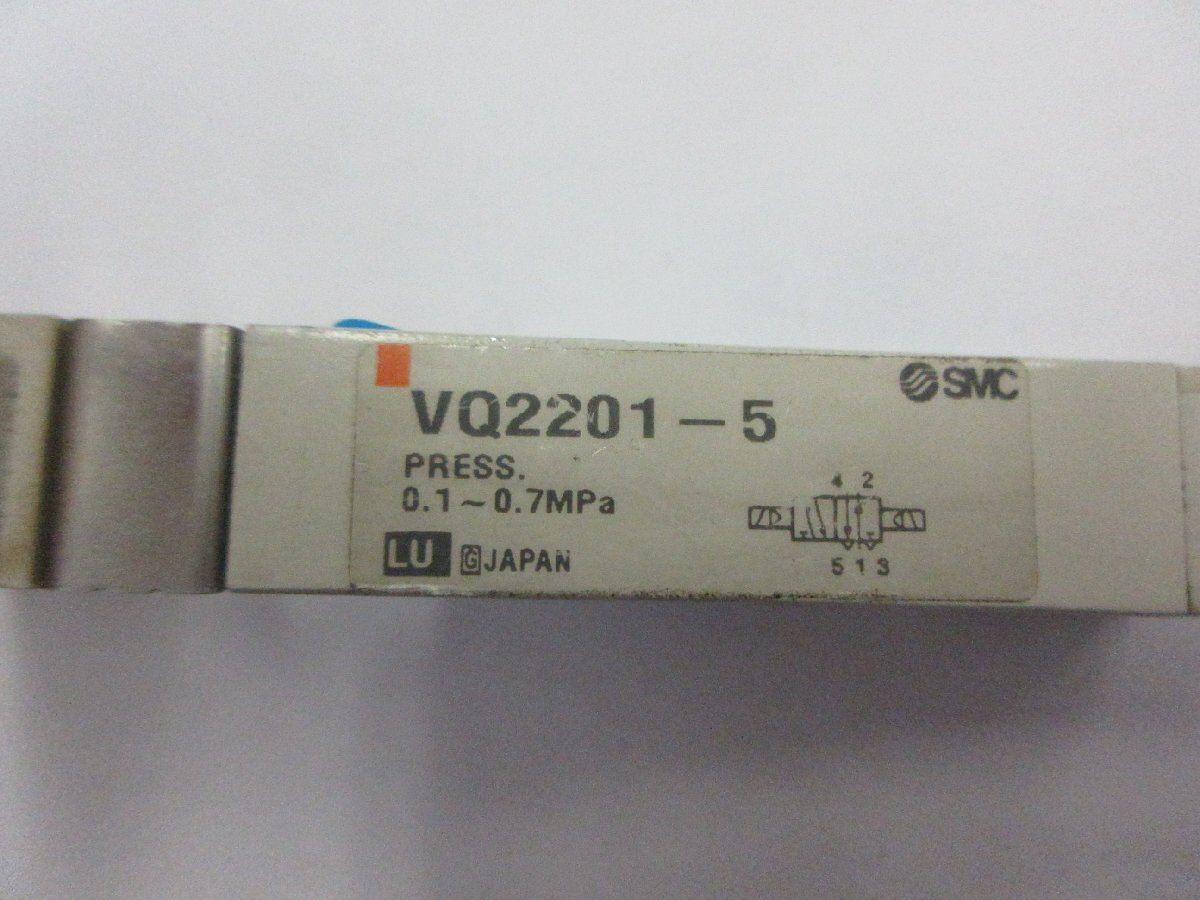 SMC
VQ2201-5
PRESS.
0.1~0.7MPa
4 2
LU G JAPAN
5 1 3